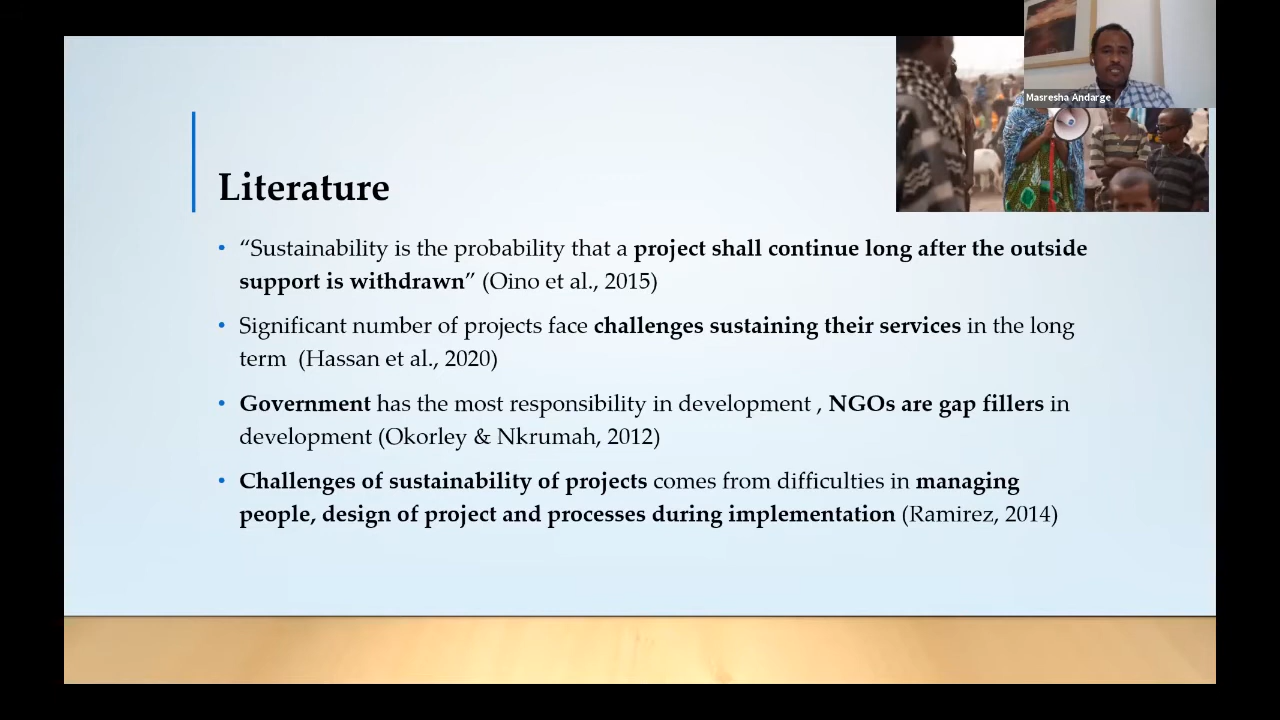 Masresha Andarge
Literature
• “Sustainability is the probability that a project shall continue long after the outside
support is withdrawn” (Oino et al., 2015)
• Significant number of projects face challenges sustaining their services in the long
term  (Hassan et al., 2020)
• Government has the most responsibility in development , NGOs are gap fillers in
development (Okorley & Nkrumah, 2012)
• Challenges of sustainability of projects comes from difficulties in managing
people, design of project and processes during implementation (Ramirez, 2014)